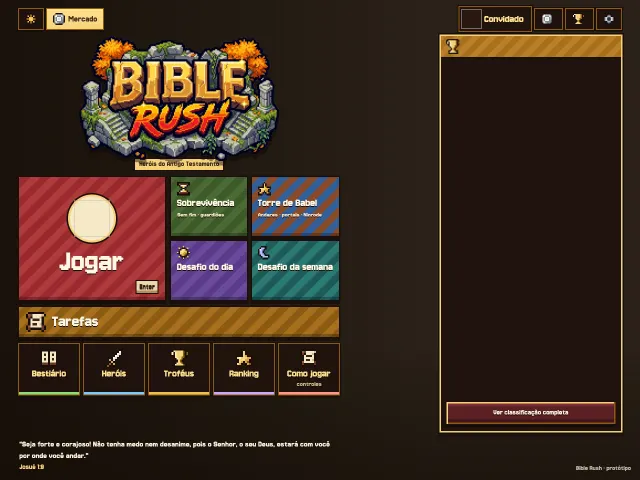 Mercado
Convidado
BIBLE
RUSH
Heróis do Antigo Testamento
Jogar
Enter
Sobrevivência
Sem fim · guardiões
Torre de Babel
Andares · portais · Ninrode
Desafio do dia
Desafio da semana
Tarefas
Bestiário
Heróis
Troféus
Ranking
Como jogar
controles
Ver classificação completa
"Seja forte e corajoso! Não tenha medo nem desanime, pois o Senhor, o seu Deus, estará com você
por onde você andar."
Josué 1:9
Bible Rush · protótipo